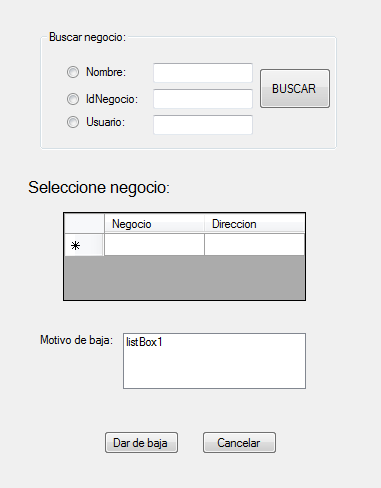 Buscar negocio:
Nombre:
IdNegocio:
BUSCAR
Usuario:
Seleccione negocio:
Negocio Direccion
*
Motivo de baja: listBox1
Dar de baja Cancelar